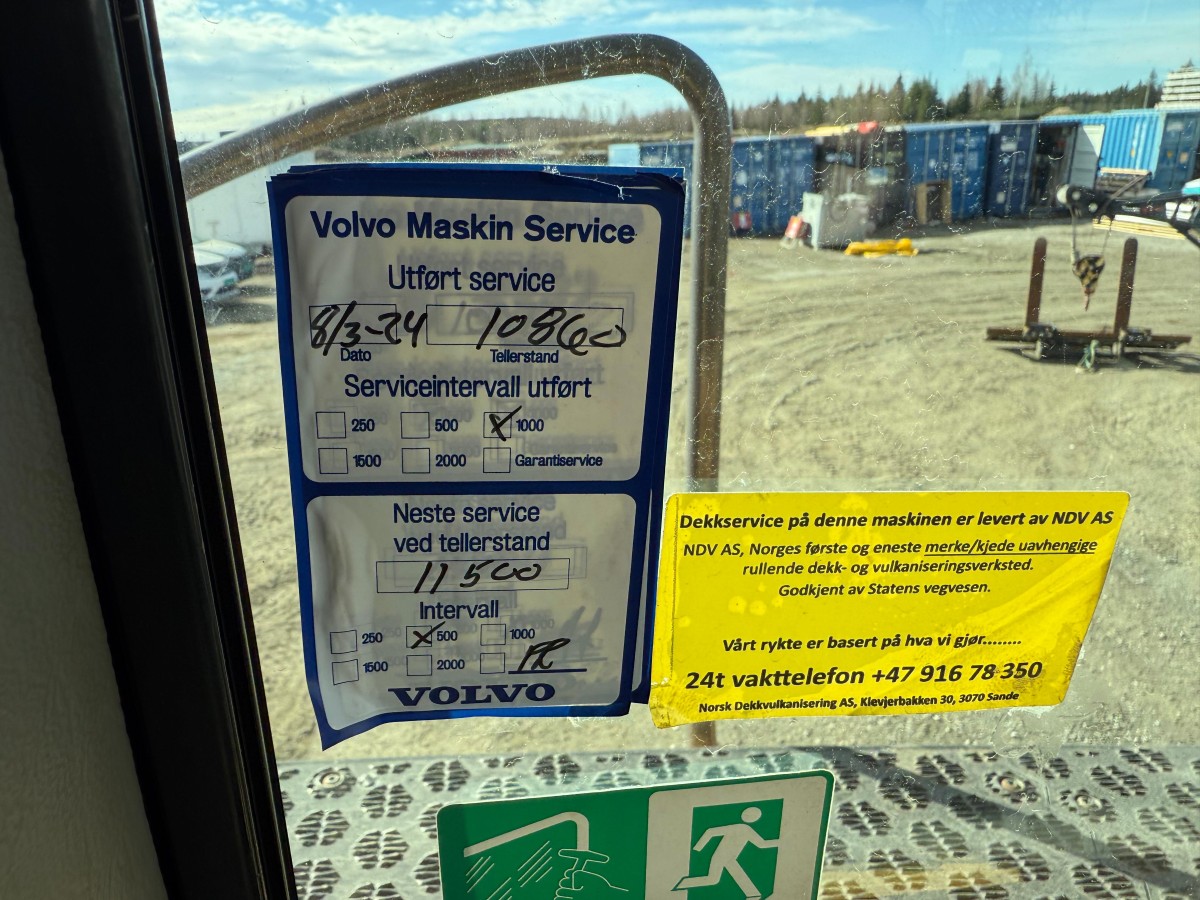 Volvo Maskin Service
Utført service
8/3-24 10860
Dato Tellerstand
Serviceintervall utført
250 500 1000
1500 2000 Garantiservice
Neste service
ved tellerstand
11500
Intervall
250 500 1000
1500 2000
VOLVO
Dekkservice på denne maskinen er levert av NDV AS
NDV AS, Norges første og eneste merke/kjede uavhengige
rullende dekk- og vulkaniseringsverksted.
Godkjent av Statens vegvesen.
Vårt rykte er basert på hva vi gjør........
24t vakttelefon +47 916 78 350
Norsk Dekkvulkanisering AS, Klevjerbakken 30, 3070 Sande